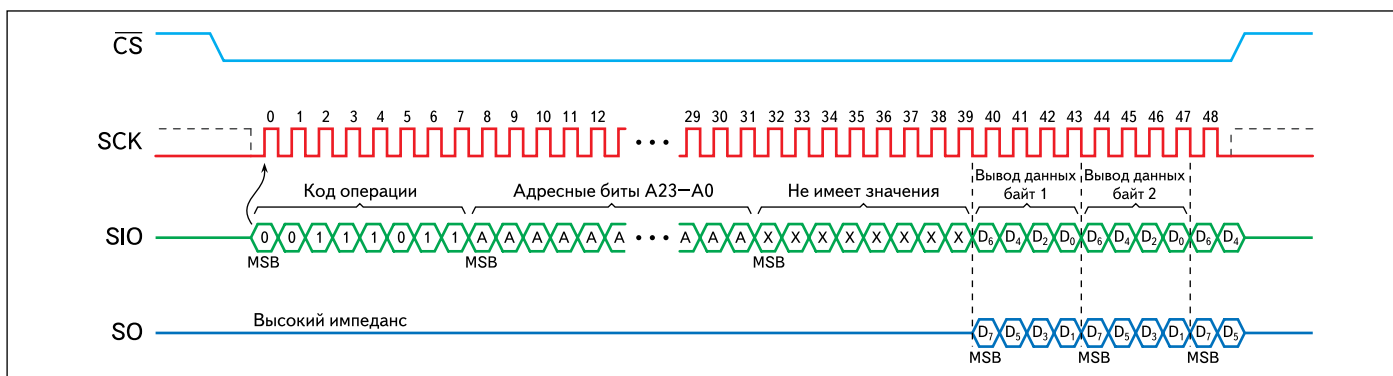 CS
0 1 2 3 4 5 6 7 8 9 10 11 12 29 30 31 32 33 34 35 36 37 38 39 40 41 42 43 44 45 46 47 48
SCK
Код операции Адресные биты A23—A0 Не имеет значения Вывод данных байт 1 Вывод данных байт 2
SIO 0 0 1 1 1 0 1 1 A A A A A A ••• A A A X X X X X X X X D6 D4 D2 D0 D6 D4 D2 D0 D6 D4
MSB MSB MSB
Высокий импеданс
SO D7 D5 D3 D1 D7 D5 D3 D1 D7 D5
MSB MSB MSB